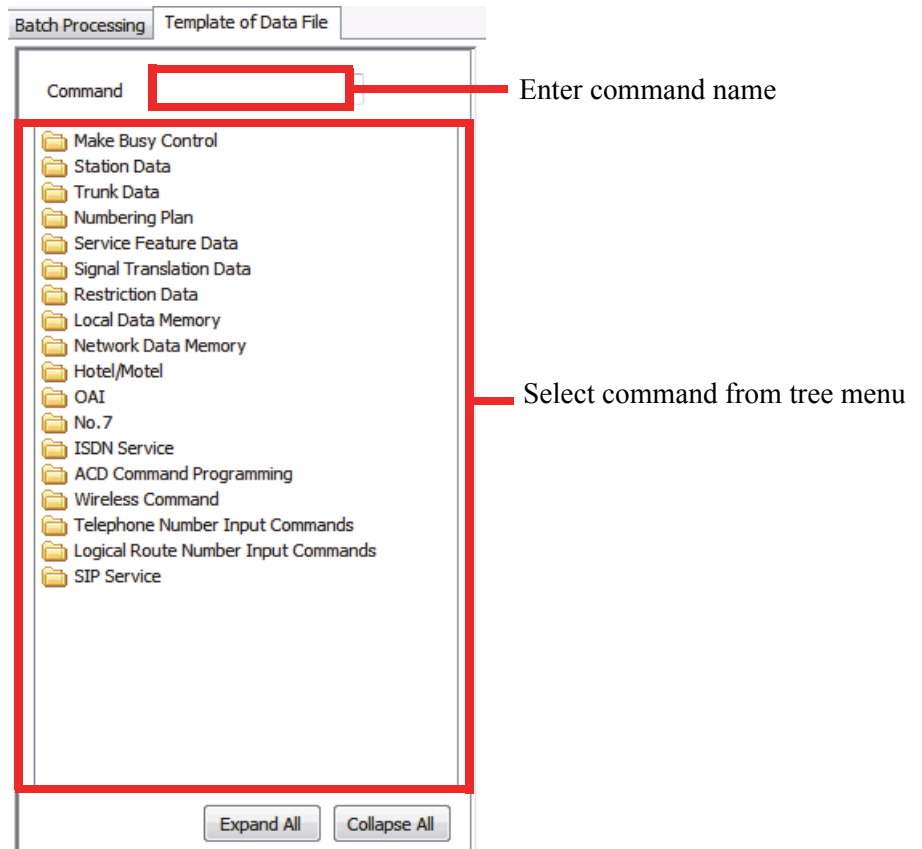 Batch Processing
Template of Data File
Command
Enter command name
Make Busy Control
Station Data
Trunk Data
Numbering Plan
Service Feature Data
Signal Translation Data
Restriction Data
Local Data Memory
Network Data Memory
Hotel/Motel
OAI
Select command from tree menu
No.7
ISDN Service
ACD Command Programming
Wireless Command
Telephone Number Input Commands
Logical Route Number Input Commands
SIP Service
Expand All
Collapse All